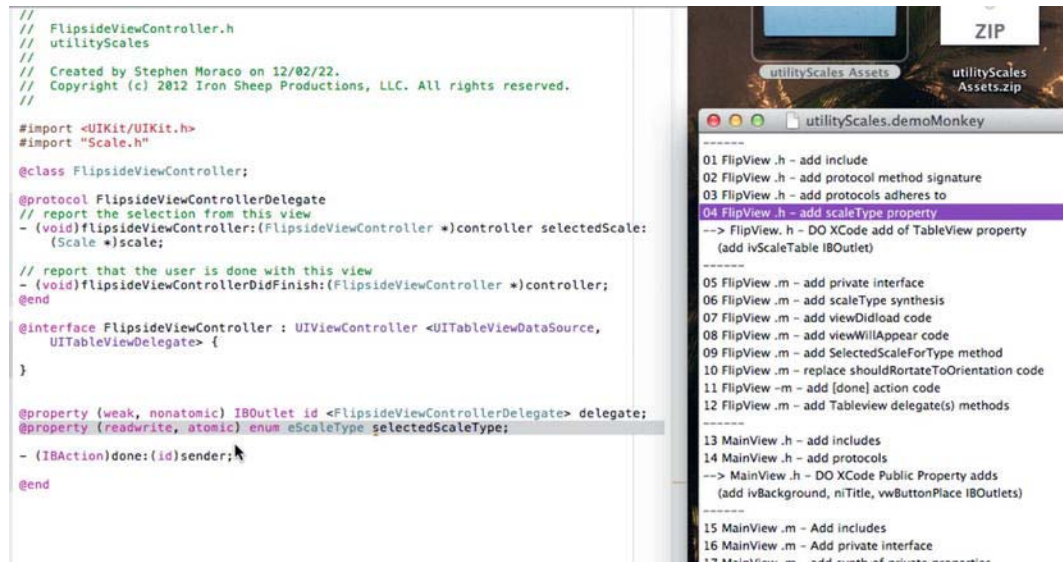 //
//  FlipsideViewController.h
//  utilityScales
//
//  Created by Stephen Moraco on 12/02/22.
//  Copyright (c) 2012 Iron Sheep Productions, LLC. All rights reserved.
//
#import <UIKit/UIKit.h>
#import "Scale.h"
@class FlipsideViewController;
@protocol FlipsideViewControllerDelegate
// report the selection from this view
- (void)flipsideViewController:(FlipsideViewController *)controller selectedScale:
(Scale *)scale;
// report that the user is done with this view
- (void)flipsideViewControllerDidFinish:(FlipsideViewController *)controller;
@end
@interface FlipsideViewController : UIViewController <UITableViewDataSource,
UITableViewDelegate> {
}
@property (weak, nonatomic) IBOutlet id <FlipsideViewControllerDelegate> delegate;
@property (readwrite, atomic) enum eScaleType selectedScaleType;
- (IBAction)done:(id)sender;
@end
ZIP
utilityScales Assets
utilityScales
Assets.zip
utilityScales.demoMonkey
------
01 FlipView .h - add include
02 FlipView .h - add protocol method signature
03 FlipView .h - add protocols adheres to
04 FlipView .h - add scaleType property
--> FlipView. h - DO XCode add of TableView property
(add ivScaleTable IBOutlet)
------
05 FlipView .m - add private interface
06 FlipView .m - add scaleType synthesis
07 FlipView .m - add viewDidload code
08 FlipView .m - add viewWillAppear code
09 FlipView .m - add SelectedScaleForType method
10 FlipView .m - replace shouldRortateToOrientation code
11 FlipView -m - add [done] action code
12 FlipView .m - add Tableview delegate(s) methods
------
13 MainView .h - add includes
14 MainView .h - add protocols
--> MainView .h - DO XCode Public Property adds
(add ivBackground, niTitle, vwButtonPlace IBOutlets)
------
15 MainView .m - Add includes
16 MainView .m - Add private interface
17 MainView .m - add synth of private properties